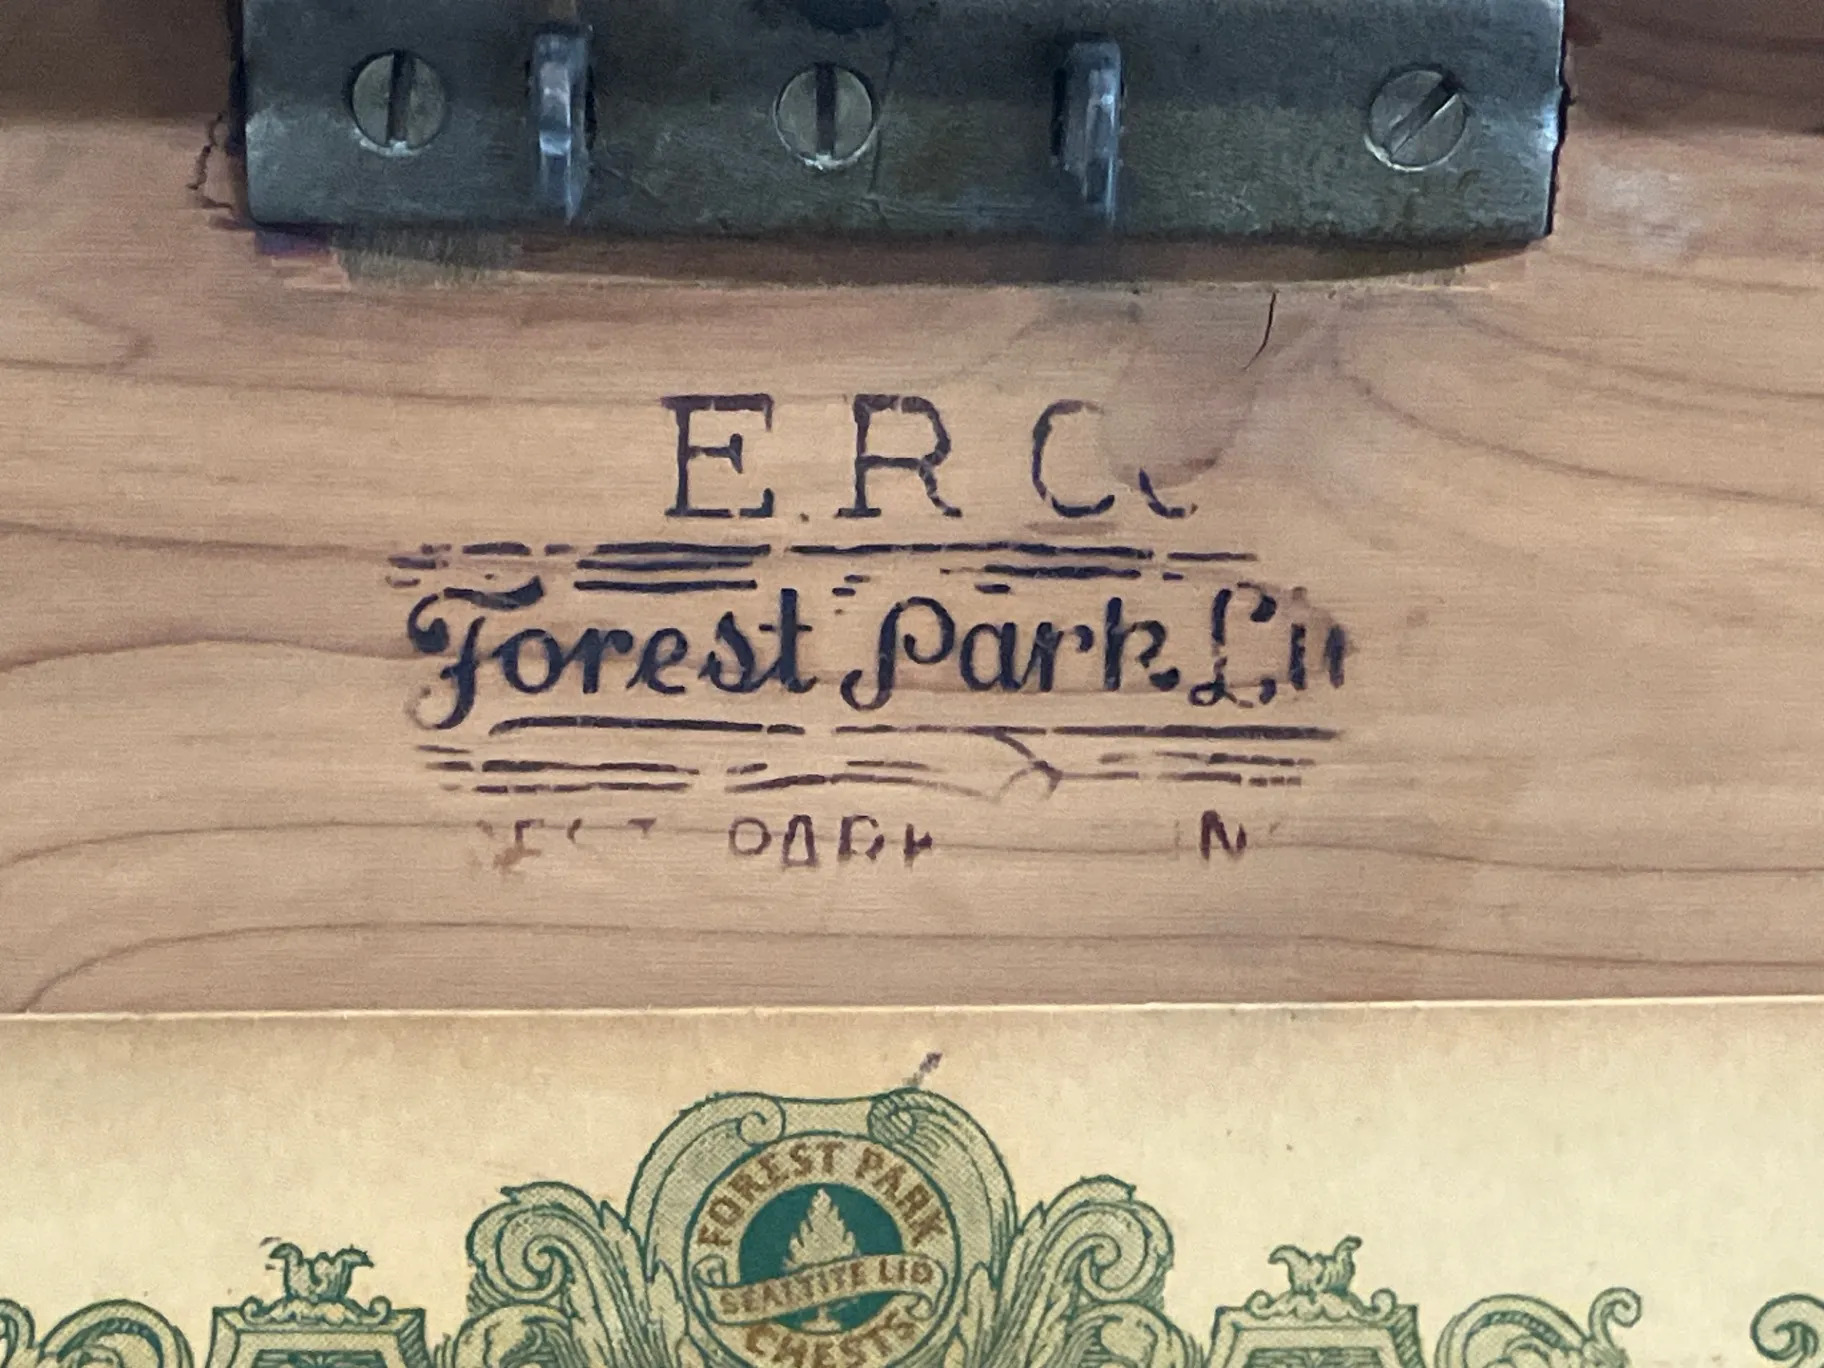 E.R.C
Forest Park
FOREST PARK
SEALTITE LID
CHESTS